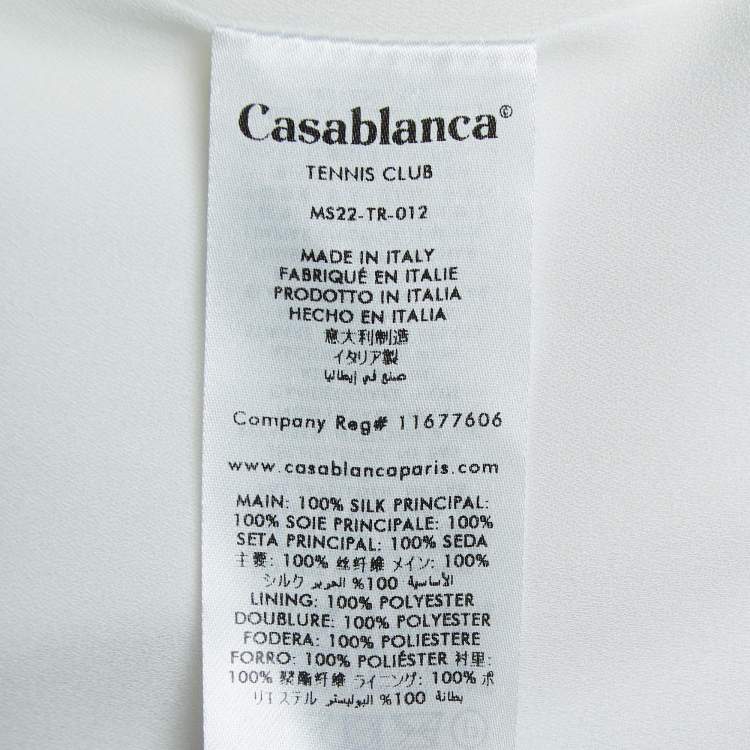 Casablanca©
TENNIS CLUB
MS22-TR-012
MADE IN ITALY
FABRIQUÉ EN ITALIE
PRODOTTO IN ITALIA
HECHO EN ITALIA
意大利制造
イタリア製
صنع في إيطاليا
Company Reg# 11677606
www.casablancaparis.com
MAIN: 100% SILK PRINCIPAL:
100% SOIE PRINCIPALE: 100%
SETA PRINCIPAL: 100% SEDA
主要: 100% 丝纤维 メイン: 100%
シルク الأساسية 100% الحرير
LINING: 100% POLYESTER
DOUBLURE: 100% POLYESTER
FODERA: 100% POLIESTERE
FORRO: 100% POLIÉSTER 衬里:
100% 聚酯纤维 ライニング: 100% ポ
リエステル بطانة 100% البوليستر